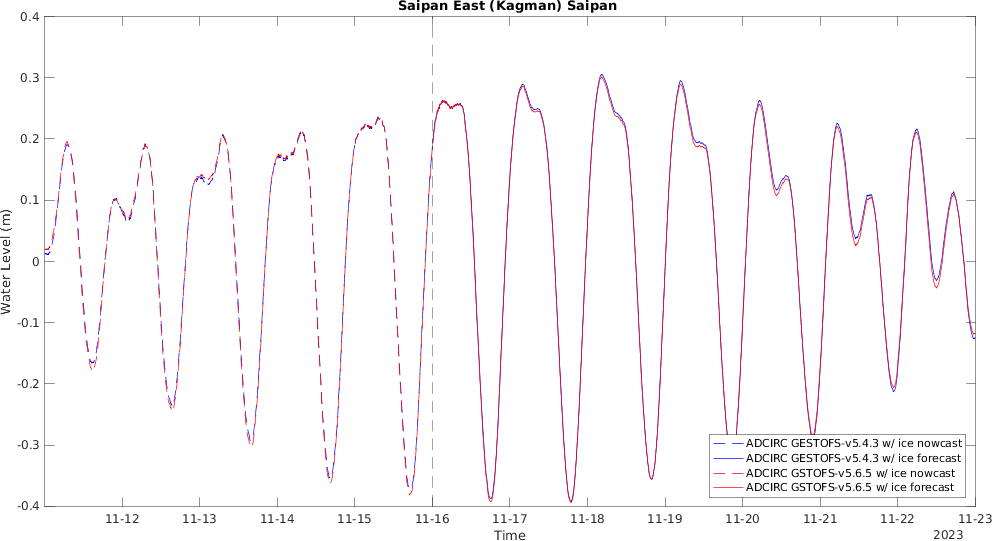 Saipan East (Kagman) Saipan
0.4
0.3
0.2
0.1
0
-0.1
-0.2
-0.3
-0.4
Water Level (m)
ADCIRC GESTOFS-v5.4.3 w/ ice nowcast
ADCIRC GESTOFS-v5.4.3 w/ ice forecast
ADCIRC GSTOFS-v5.6.5 w/ ice nowcast
ADCIRC GSTOFS-v5.6.5 w/ ice forecast
11-12 11-13 11-14 11-15 11-16 11-17 11-18 11-19 11-20 11-21 11-22 11-23
Time
2023